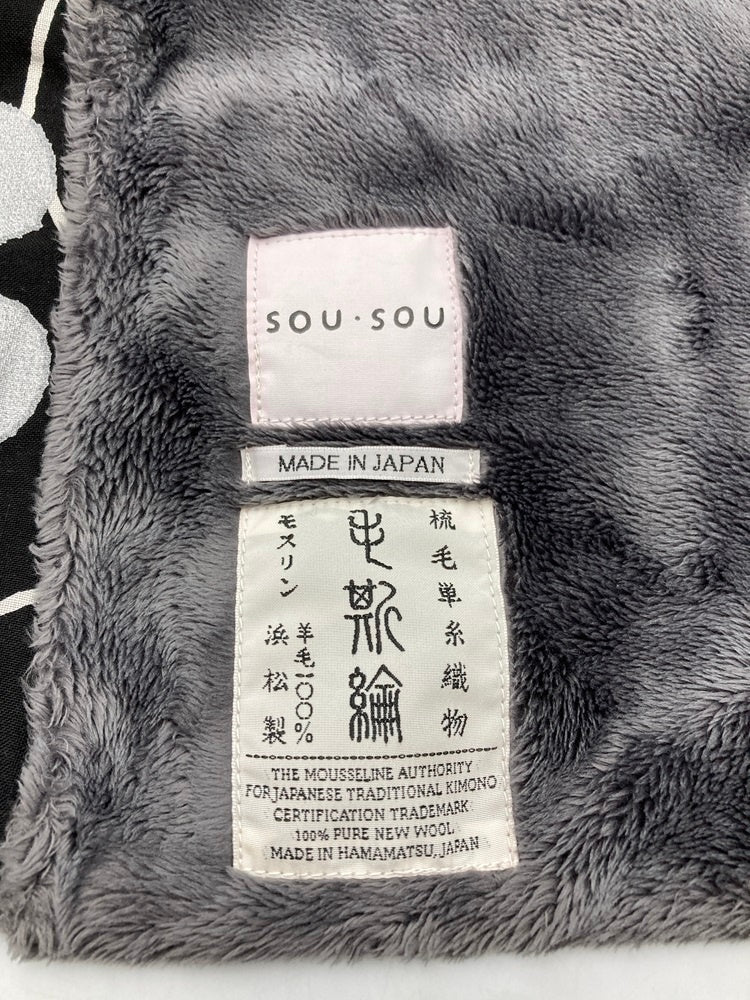 SOU・SOU
MADE IN JAPAN
梳毛単糸織物
毛斯綸
羊毛一〇〇%
モスリン 浜松製
THE MOUSSELINE AUTHORITY
FOR JAPANESE TRADITIONAL KIMONO
CERTIFICATION TRADEMARK
100% PURE NEW WOOL
MADE IN HAMAMATSU, JAPAN